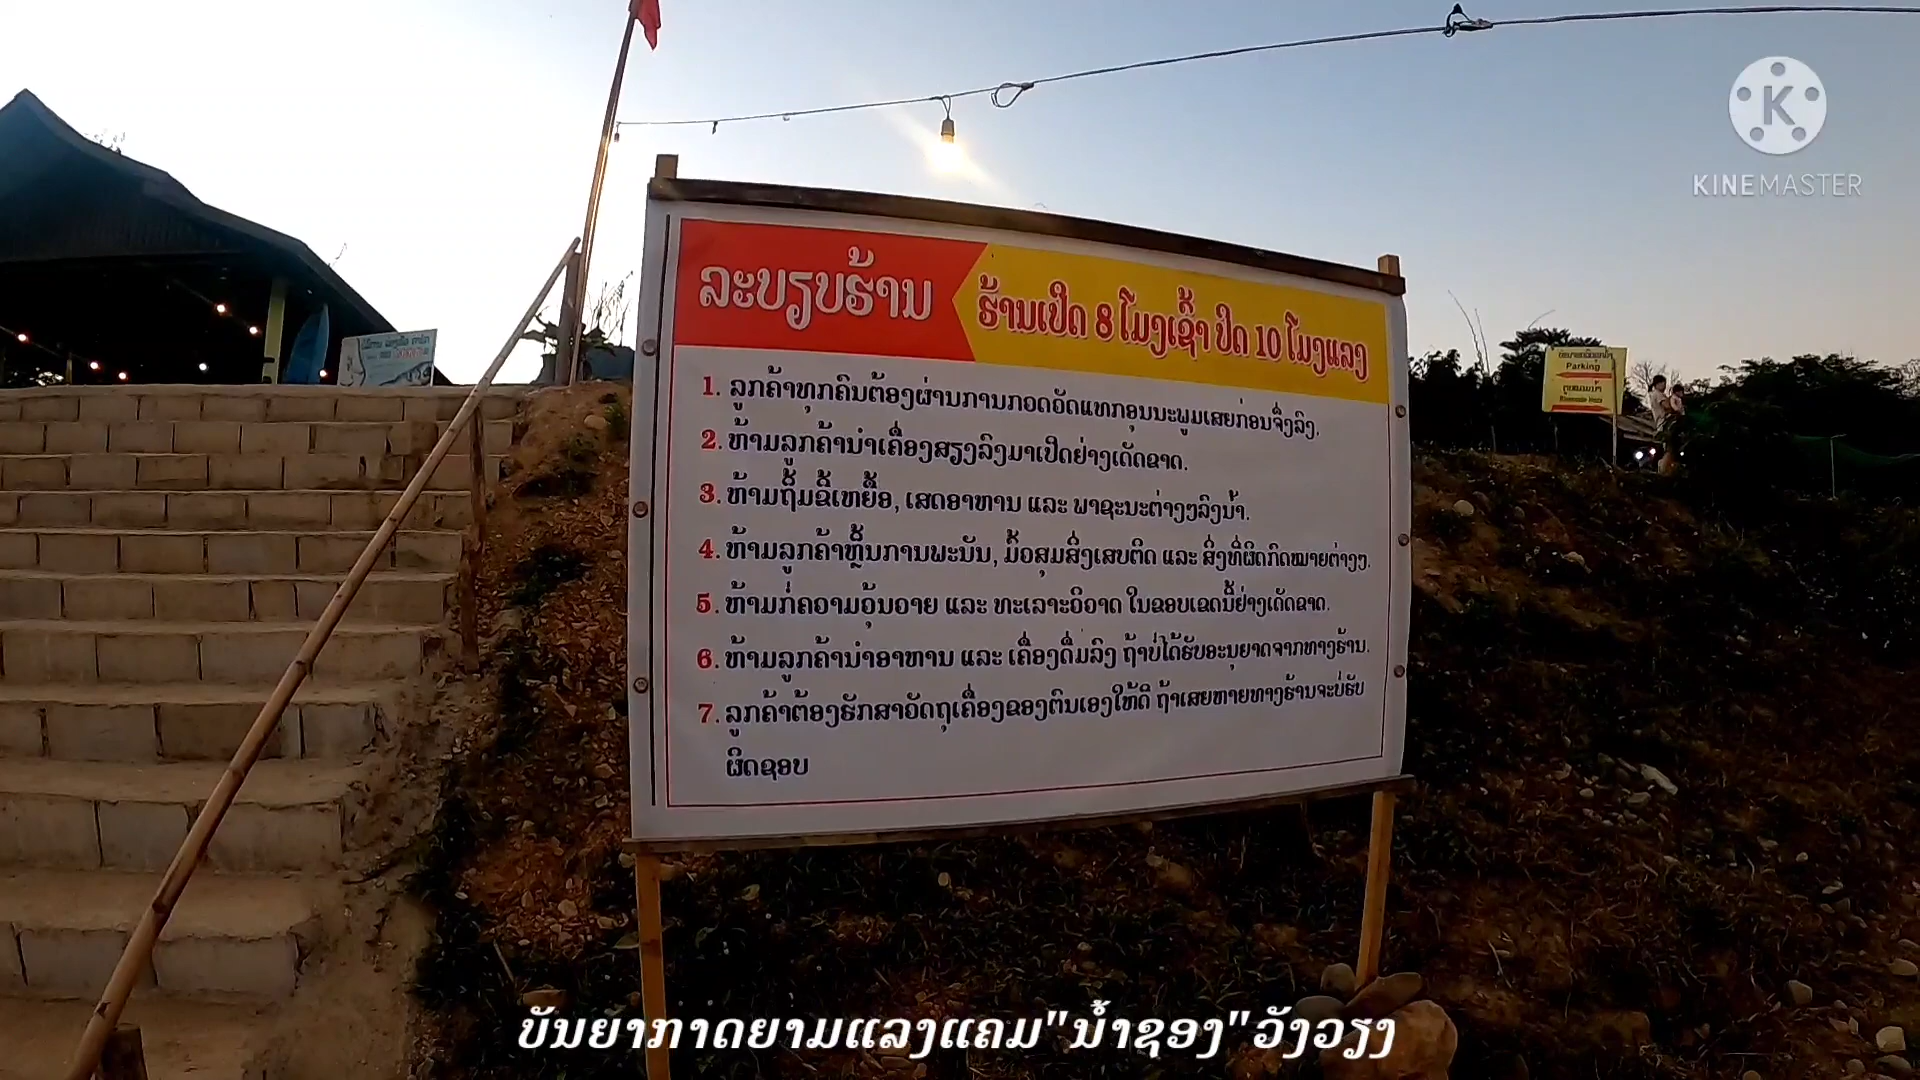 KINEMASTER
ລະບຽບຮ້ານ
ຮ້ານເປີດ 8 ໂມງເຊົ້າ ປິດ 10 ໂມງແລງ
1. ລູກຄ້າທຸກຄົນຕ້ອງຜ່ານການກວດວັດແທກອຸນນະພູມເສຍກ່ອນຈຶ່ງລົງ.
2. ຫ້າມລູກຄ້ານຳເຄື່ອງສຽງລົງມາເປີດຢ່າງເດັດຂາດ.
3. ຫ້າມຖິ້ມຂີ້ເຫຍື້ອ, ເສດອາຫານ ແລະ ພາຊະນະຕ່າງໆລົງນ້ຳ.
4. ຫ້າມລູກຄ້າຫຼິ້ນການພະນັນ, ມົ້ວສຸມສິ່ງເສບຕິດ ແລະ ສິ່ງທີ່ຜິດກົດໝາຍຕ່າງໆ.
5. ຫ້າມກໍ່ຄວາມວຸ້ນວາຍ ແລະ ທະເລາະວິວາດ ໃນຂອບເຂດນີ້ຢ່າງເດັດຂາດ.
6. ຫ້າມລູກຄ້ານຳອາຫານ ແລະ ເຄື່ອງດື່ມລົງ ຖ້າບໍ່ໄດ້ຮັບອະນຸຍາດຈາກທາງຮ້ານ.
7. ລູກຄ້າຕ້ອງຮັກສາວັດຖຸເຄື່ອງຂອງຕົນເອງໃຫ້ດີ ຖ້າເສຍຫາຍທາງຮ້ານຈະບໍ່ຮັບ
ຜິດຊອບ
Parking
ບັນຍາກາດຍາມແລງແຄມ"ນ້ຳຊອງ"ວັງວຽງ